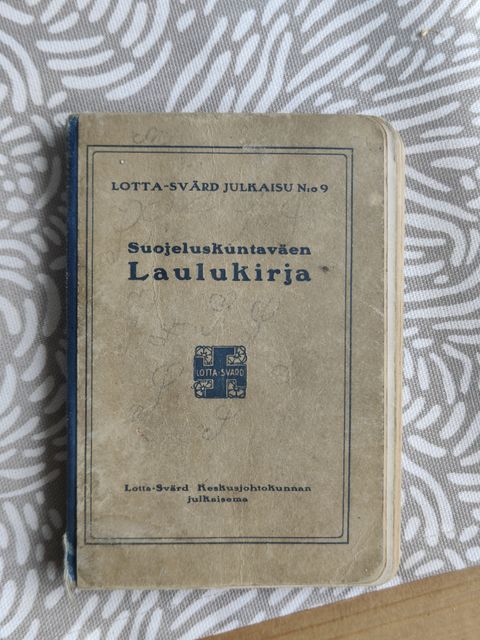 LOTTA-SVÄRD JULKAISU N:o 9
Suojeluskuntaväen
Laulukirja
LOTTA-SVÄRD
Lotta-Svärd Keskusjohtokunnan
julkaisema